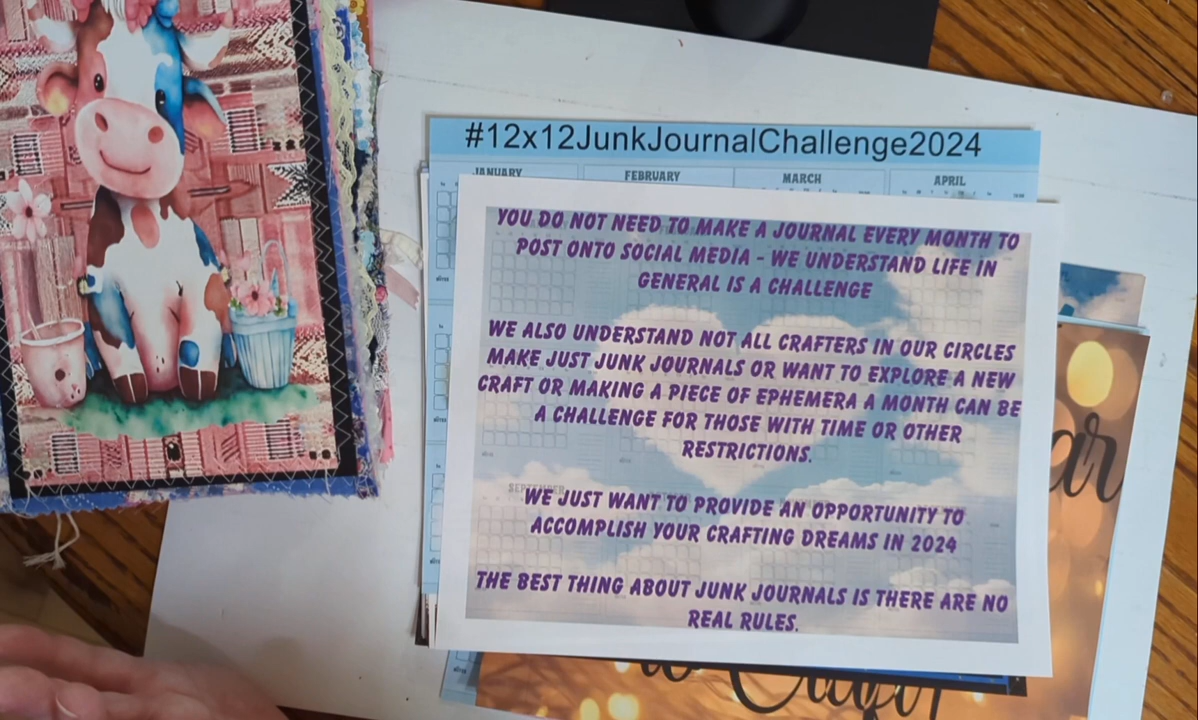 #12x12JunkJournalChallenge2024
JANUARY FEBRUARY MARCH APRIL
YOU DO NOT NEED TO MAKE A JOURNAL EVERY MONTH TO
POST ONTO SOCIAL MEDIA - WE UNDERSTAND LIFE IN
GENERAL IS A CHALLENGE
WE ALSO UNDERSTAND NOT ALL CRAFTERS IN OUR CIRCLES
MAKE JUST JUNK JOURNALS OR WANT TO EXPLORE A NEW
CRAFT OR MAKING A PIECE OF EPHEMERA A MONTH CAN BE
A CHALLENGE FOR THOSE WITH TIME OR OTHER
RESTRICTIONS.
SEPTEMBER
WE JUST WANT TO PROVIDE AN OPPORTUNITY TO
ACCOMPLISH YOUR CRAFTING DREAMS IN 2024
THE BEST THING ABOUT JUNK JOURNALS IS THERE ARE NO
REAL RULES.